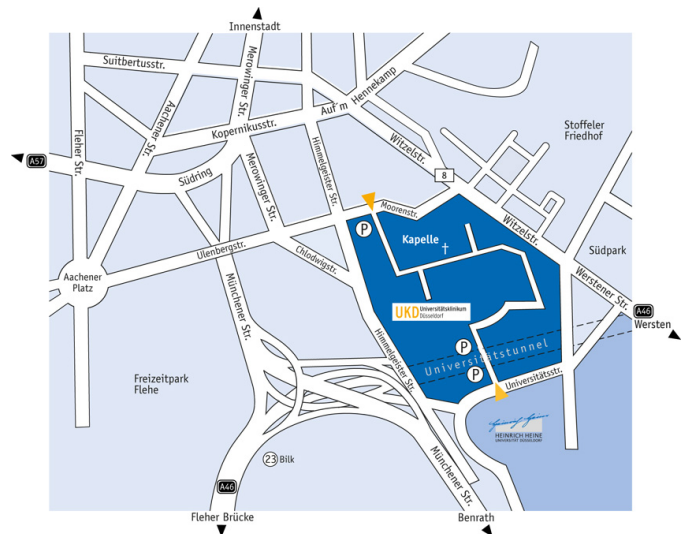 Innenstadt
Suitbertusstr.
Merowinger Str.
Aachener Str.
Fleher Str.
Auf´m Hennekamp
Kopernikusstr.
Himmelgeister Str.
Witzelstr.
Stoffeler
Friedhof
A57
Südring
Merowinger Str.
8
Moorenstr.
P
Kapelle
Witzelstr.
Südpark
Ulenbergstr.
Chlodwigstr.
Aachener
Platz
Münchener Str.
Werstener Str.
A46
Wersten
UKD Universitätsklinikum
Düsseldorf
Himmelgeister Str.
P
Universitätstunnel
P
Universitätsstr.
Freizeitpark
Flehe
HEINRICH HEINE
UNIVERSITÄT DÜSSELDORF
23 Bilk
Münchener Str.
A46
Fleher Brücke
Benrath